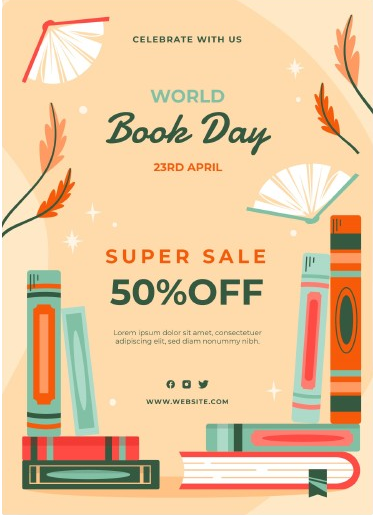 CELEBRATE WITH US
WORLD
Book Day
23RD APRIL
SUPER SALE
50%OFF
Lorem ipsum dolor sit amet, consectetuer
adipiscing elit, sed diam nonummy nibh.
WWW.WEBSITE.COM